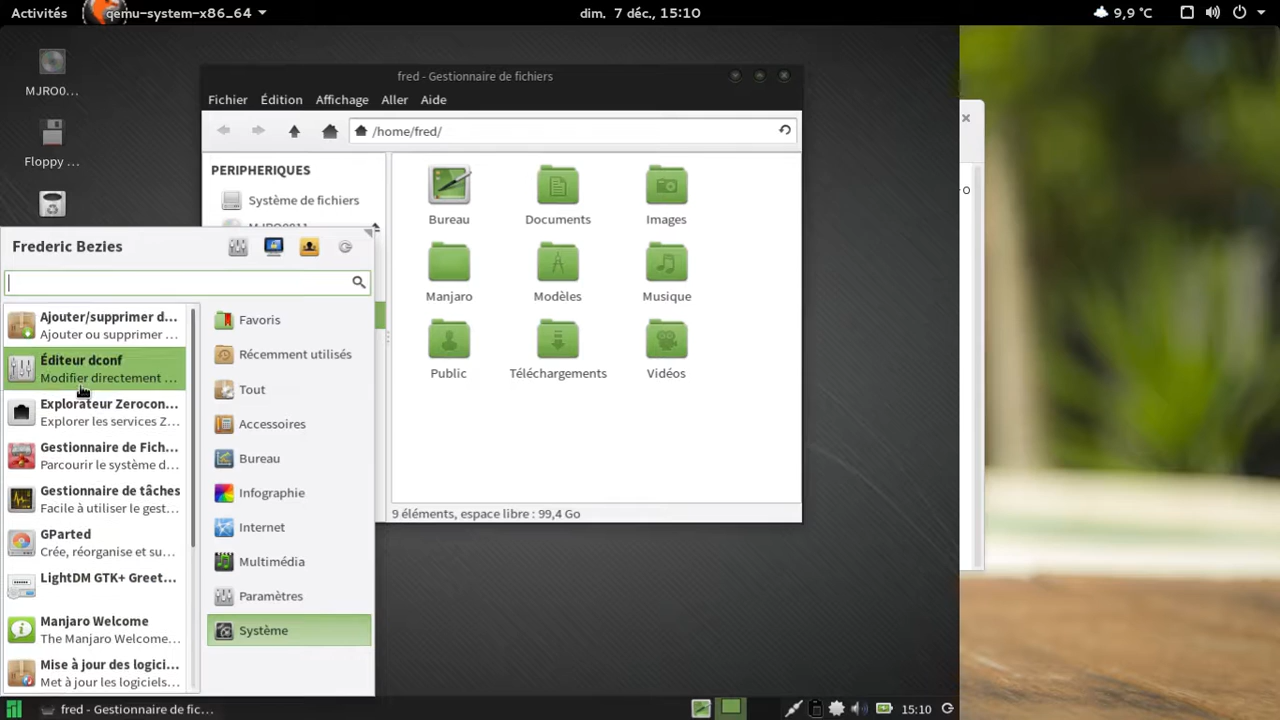 Activités
qemu-system-x86_64
dim. 7 déc., 15:10
9,9 °C
MJRO0...
Floppy ...
fred - Gestionnaire de fichiers
Fichier Édition Affichage Aller Aide
/home/fred/
PERIPHERIQUES
Système de fichiers
Bureau
Documents
Images
Manjaro
Modèles
Musique
Public
Téléchargements
Vidéos
9 éléments, espace libre : 99,4 Go
Frederic Bezies
Ajouter/supprimer d...
Ajouter ou supprimer ...
Éditeur dconf
Modifier directement ...
Explorateur Zerocon...
Explorer les services Z...
Gestionnaire de Fich...
Parcourir le système d...
Gestionnaire de tâches
Facile à utiliser le gest...
GParted
Crée, réorganise et su...
LightDM GTK+ Greet...
Manjaro Welcome
The Manjaro Welcome...
Mise à jour des logici...
Met à jour les logiciels...
Favoris
Récemment utilisés
Tout
Accessoires
Bureau
Infographie
Internet
Multimédia
Paramètres
Système
fred - Gestionnaire de fic...
15:10